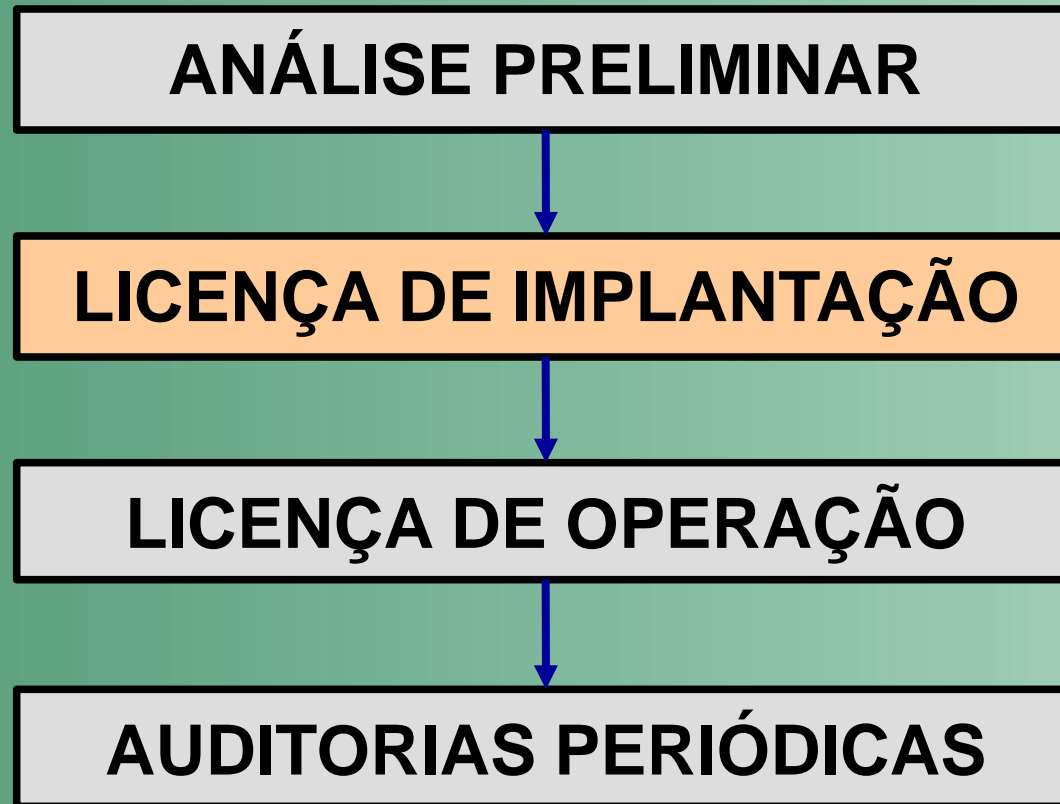 ANÁLISE PRELIMINAR
LICENÇA DE IMPLANTAÇÃO
LICENÇA DE OPERAÇÃO
AUDITORIAS PERIÓDICAS